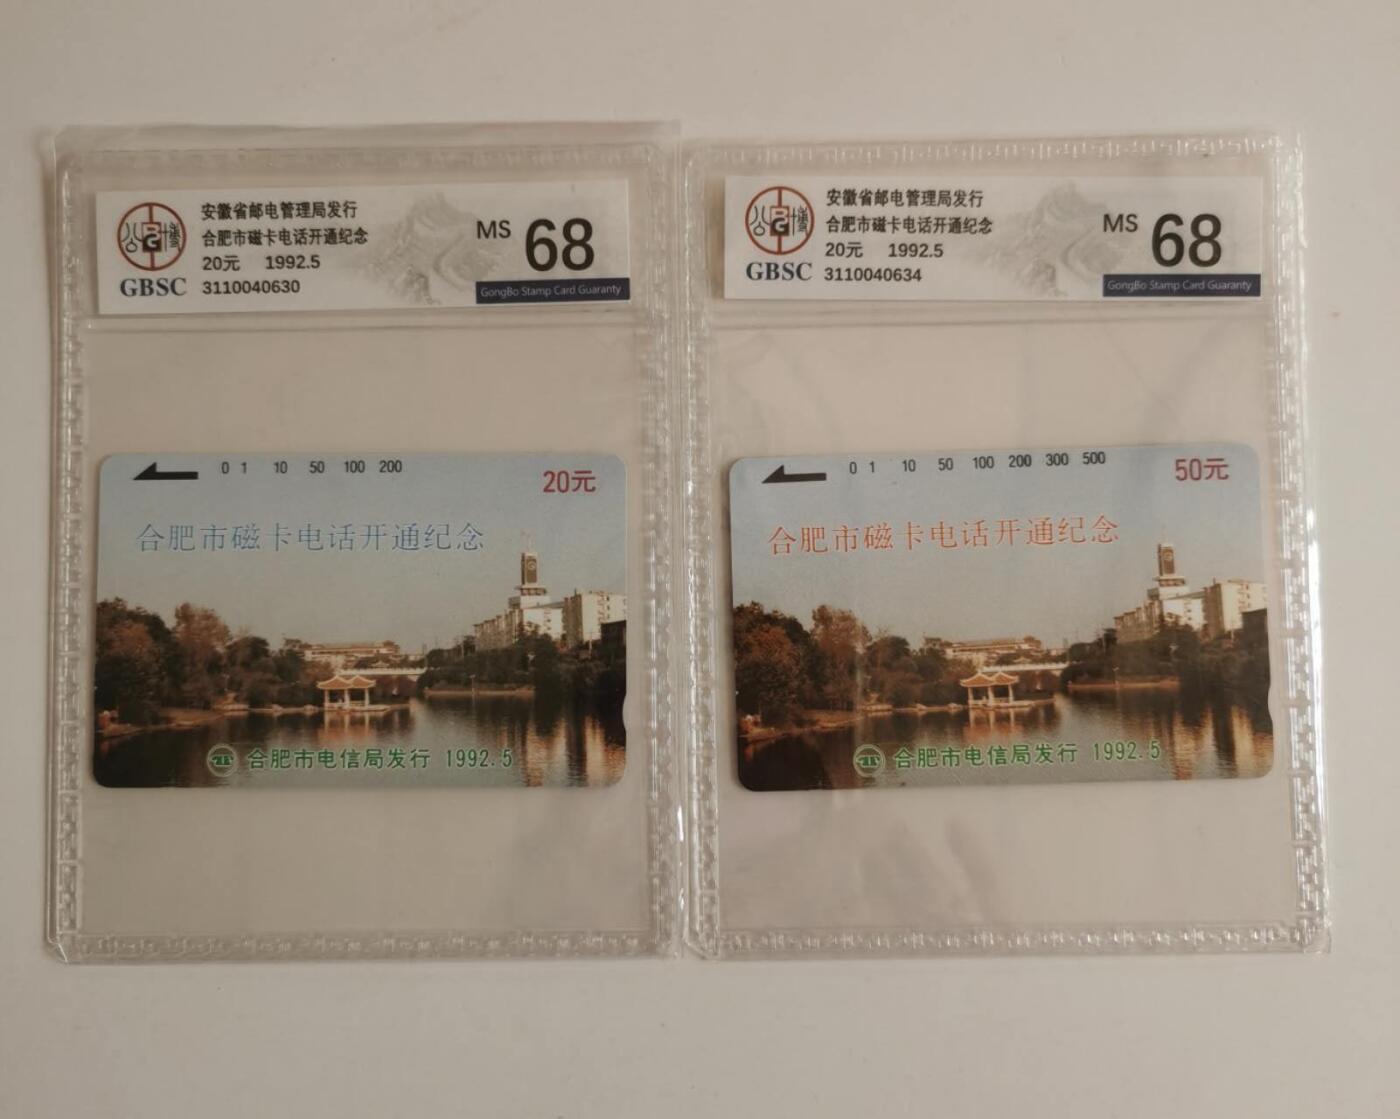 安徽省邮电管理局发行
合肥市磁卡电话开通纪念
20元 1992.5
GBSC 3110040630
MS 68
GongBo Stamp Card Guaranty
安徽省邮电管理局发行
合肥市磁卡电话开通纪念
20元 1992.5
GBSC 3110040634
MS 68
GongBo Stamp Card Guaranty
0 1 10 50 100 200
20元
合肥市磁卡电话开通纪念
合肥市电信局发行 1992.5
0 1 10 50 100 200 300 500
50元
合肥市磁卡电话开通纪念
合肥市电信局发行 1992.5